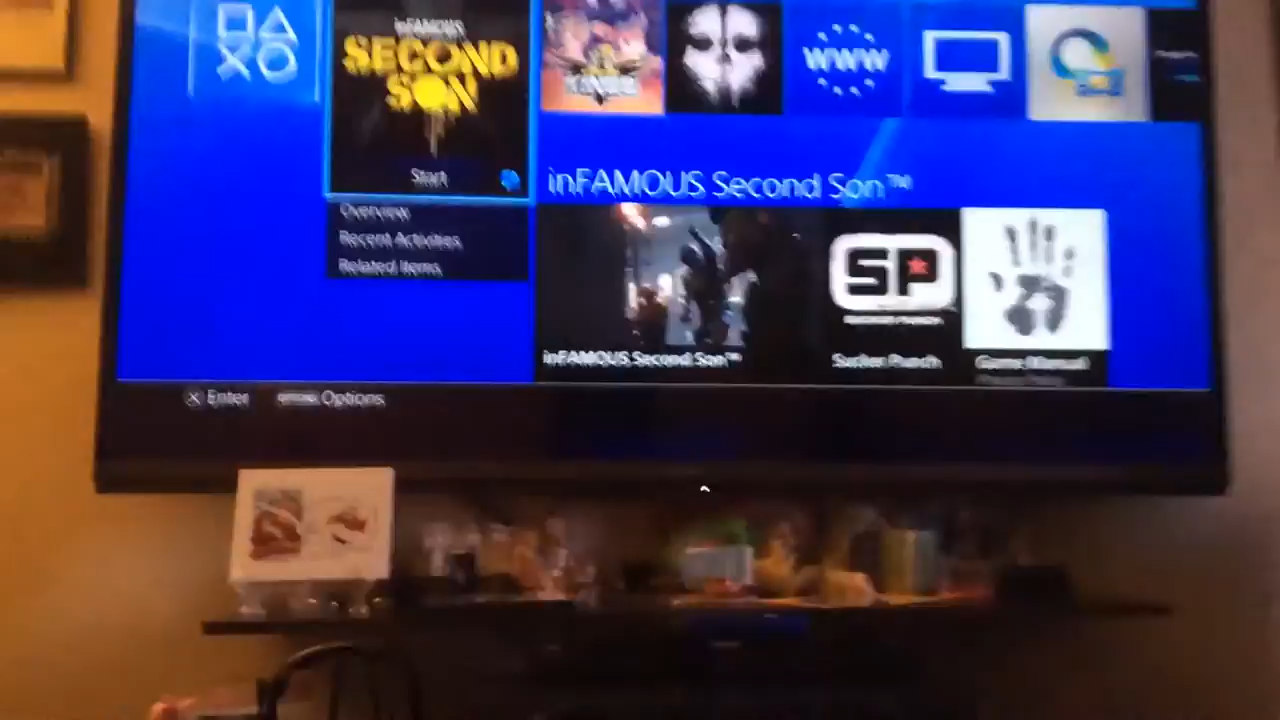 inFAMOUS
SECOND
SON
WWW
Start
inFAMOUS Second Son™
Overview
Recent Activities
Related Items
SP
inFAMOUS Second Son™
Sucker Punch
Game Manual
Enter
Options